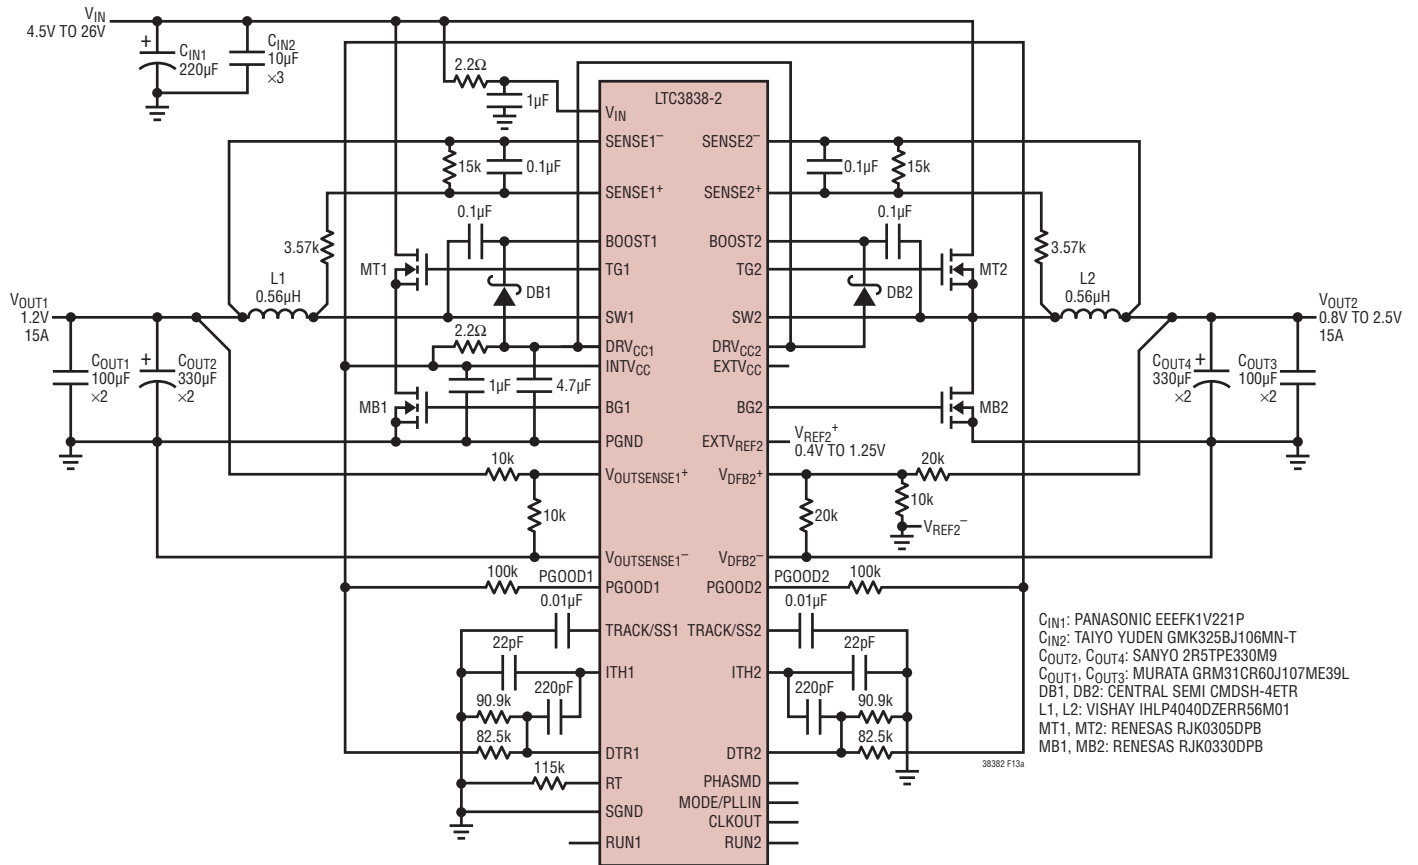 VIN
4.5V TO 26V
CIN1
220µF
CIN2
10µF
×3
2.2Ω
1µF
LTC3838-2
VIN
SENSE1– SENSE2–
15k 0.1µF
0.1µF 15k
SENSE1+ SENSE2+
0.1µF
0.1µF
3.57k
3.57k
BOOST1 BOOST2
MT1
TG1 TG2
MT2
L1
0.56µH
DB1
DB2
L2
0.56µH
VOUT1
1.2V
15A
SW1 SW2
VOUT2
0.8V TO 2.5V
15A
2.2Ω
DRVCC1 DRVCC2
INTVCC EXTVCC
COUT1
100µF
×2
COUT2
330µF
×2
1µF 4.7µF
COUT4
330µF
×2
COUT3
100µF
×2
MB1
BG1 BG2
MB2
PGND EXTVREF2
VREF2+
0.4V TO 1.25V
10k
VOUTSENSE1+ VDFB2+
20k
10k
20k
10k
VREF2–
VOUTSENSE1– VDFB2–
100k
PGOOD1
PGOOD1 PGOOD2
PGOOD2
100k
0.01µF
0.01µF
TRACK/SS1 TRACK/SS2
22pF
22pF
ITH1 ITH2
220pF
220pF
90.9k
90.9k
82.5k
82.5k
DTR1 DTR2
115k
RT PHASMD
MODE/PLLIN
SGND
CLKOUT
RUN1 RUN2
CIN1: PANASONIC EEEFK1V221P
CIN2: TAIYO YUDEN GMK325BJ106MN-T
COUT2, COUT4: SANYO 2R5TPE330M9
COUT1, COUT3: MURATA GRM31CR60J107ME39L
DB1, DB2: CENTRAL SEMI CMDSH-4ETR
L1, L2: VISHAY IHLP4040DZERR56M01
MT1, MT2: RENESAS RJK0305DPB
MB1, MB2: RENESAS RJK0330DPB
38382 F13a